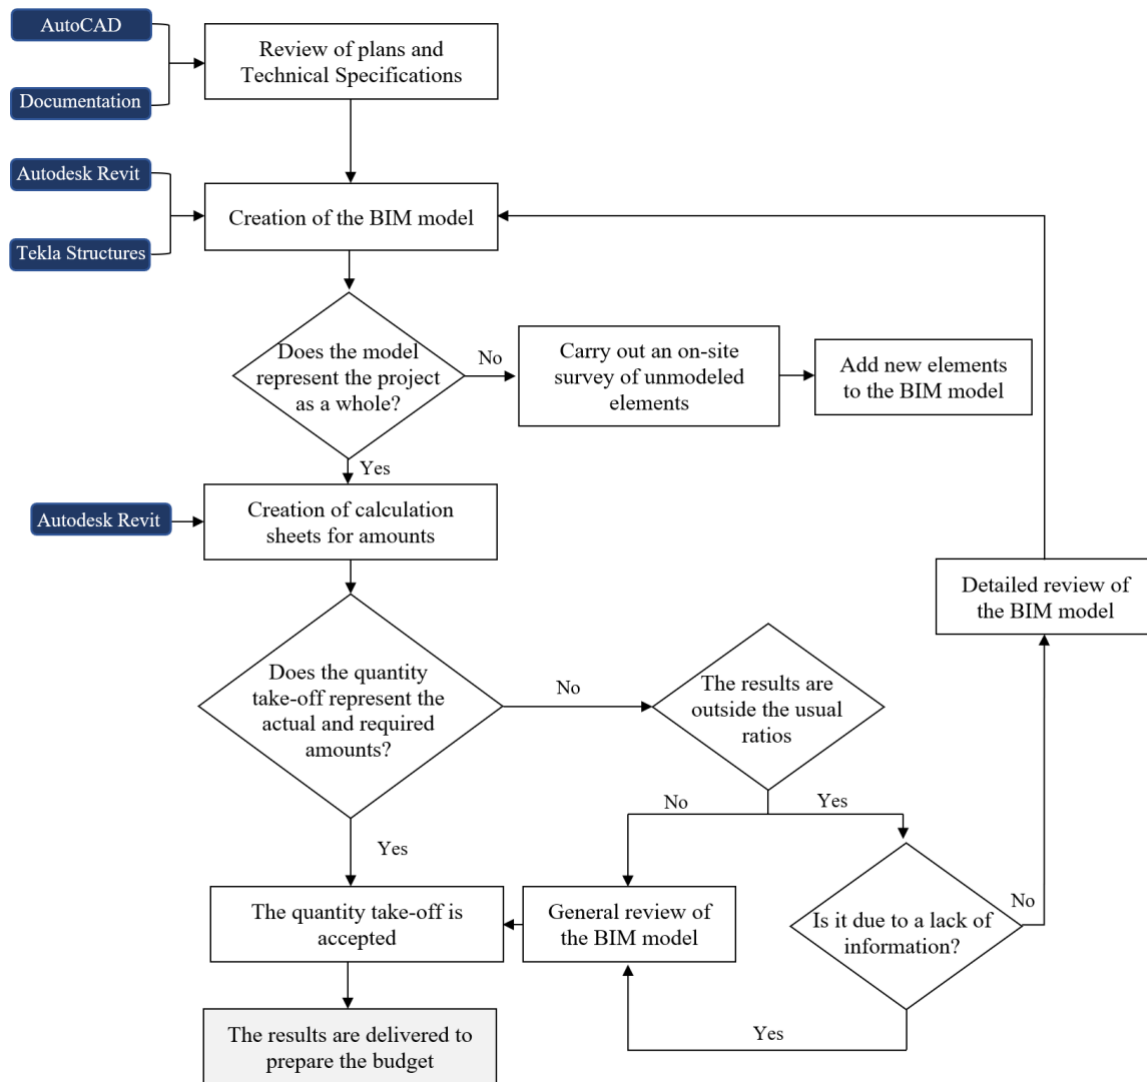 AutoCAD
Documentation
Review of plans and
Technical Specifications
Autodesk Revit
Tekla Structures
Creation of the BIM model
Does the model
represent the project
as a whole?
No
Carry out an on-site
survey of unmodeled
elements
Add new elements
to the BIM model
Yes
Autodesk Revit
Creation of calculation
sheets for amounts
Detailed review of
the BIM model
Does the quantity
take-off represent the
actual and required
amounts?
No
The results are
outside the usual
ratios
No
Yes
Yes
The quantity take-off is
accepted
General review of
the BIM model
Is it due to a lack of
information?
No
Yes
The results are delivered to
prepare the budget